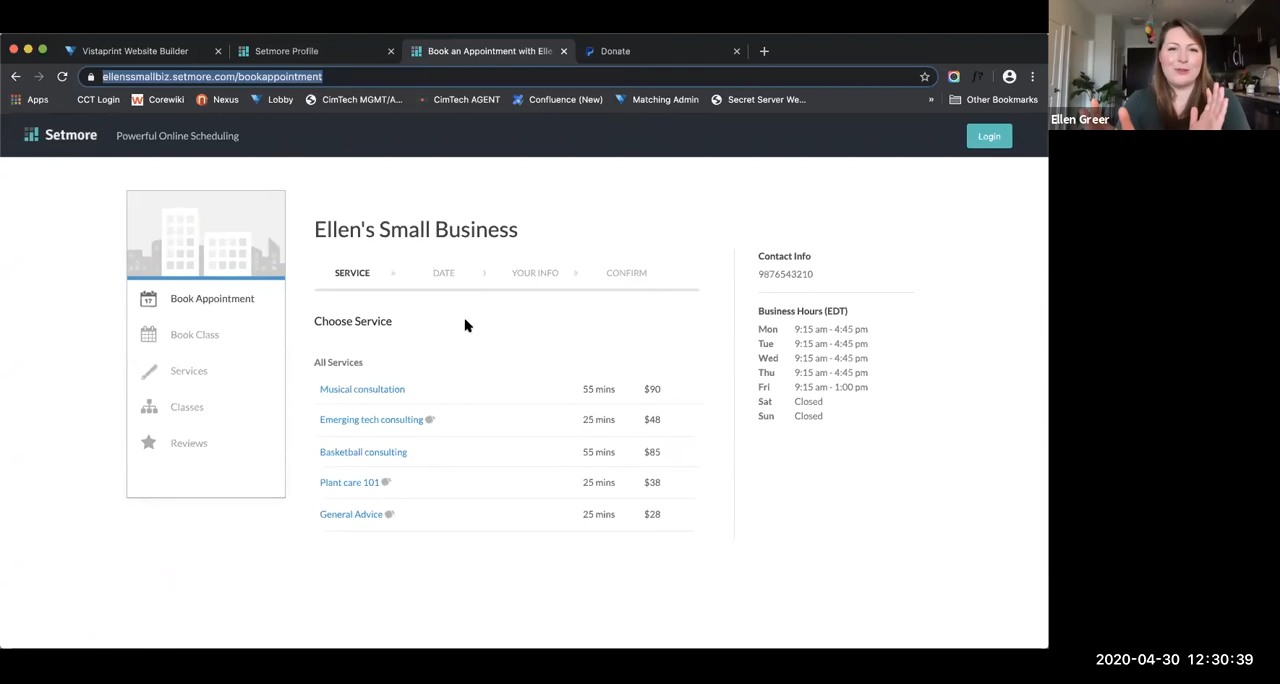 Vistaprint Website Builder
Setmore Profile
Book an Appointment with Elle
Donate
ellenssmallbiz.setmore.com/bookappointment
Apps
CCT Login
Corewiki
Nexus
Lobby
CimTech MGMT/A...
CimTech AGENT
Confluence (New)
Matching Admin
Secret Server We...
»
Other Bookmarks
Ellen Greer
Setmore
Powerful Online Scheduling
Login
17
Book Appointment
Book Class
Services
Classes
Reviews
Ellen's Small Business
SERVICE
DATE
YOUR INFO
CONFIRM
Choose Service
All Services
Musical consultation 55 mins $90
Emerging tech consulting 25 mins $48
Basketball consulting 55 mins $85
Plant care 101 25 mins $38
General Advice 25 mins $28
Contact Info
9876543210
Business Hours (EDT)
Mon 9:15 am - 4:45 pm
Tue 9:15 am - 4:45 pm
Wed 9:15 am - 4:45 pm
Thu 9:15 am - 4:45 pm
Fri 9:15 am - 1:00 pm
Sat Closed
Sun Closed
2020-04-30 12:30:39